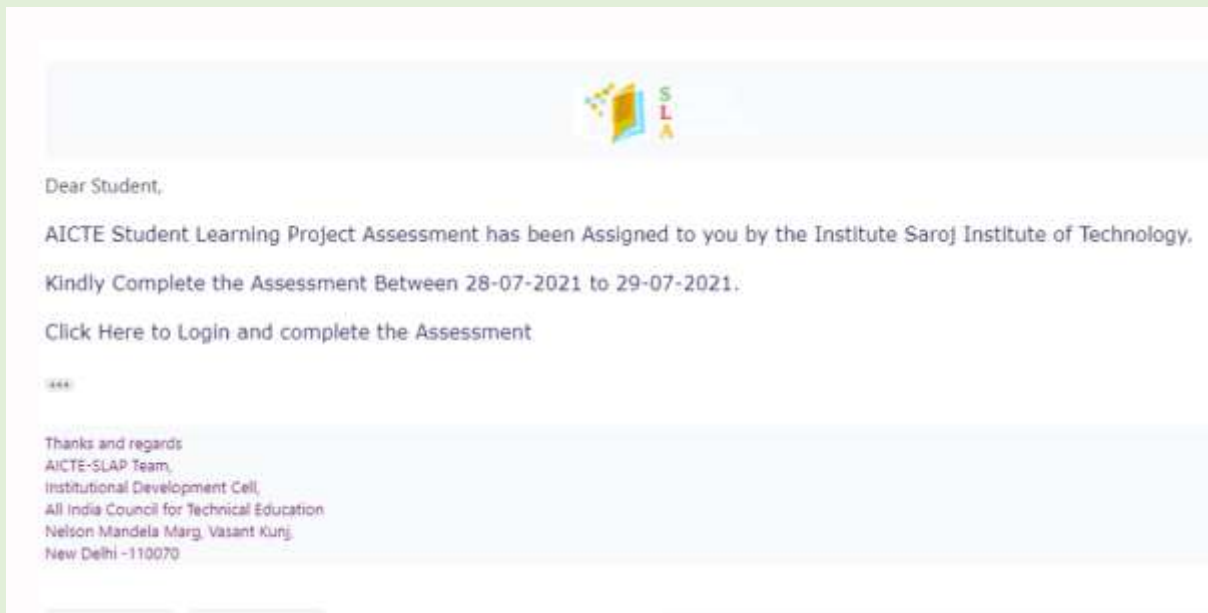 S
L
A
Dear Student,
AICTE Student Learning Project Assessment has been Assigned to you by the Institute Saroj Institute of Technology.
Kindly Complete the Assessment Between 28-07-2021 to 29-07-2021.
Click Here to Login and complete the Assessment
Thanks and regards
AICTE-SLAP Team,
Institutional Development Cell,
All India Council for Technical Education
Nelson Mandela Marg, Vasant Kunj,
New Delhi -110070